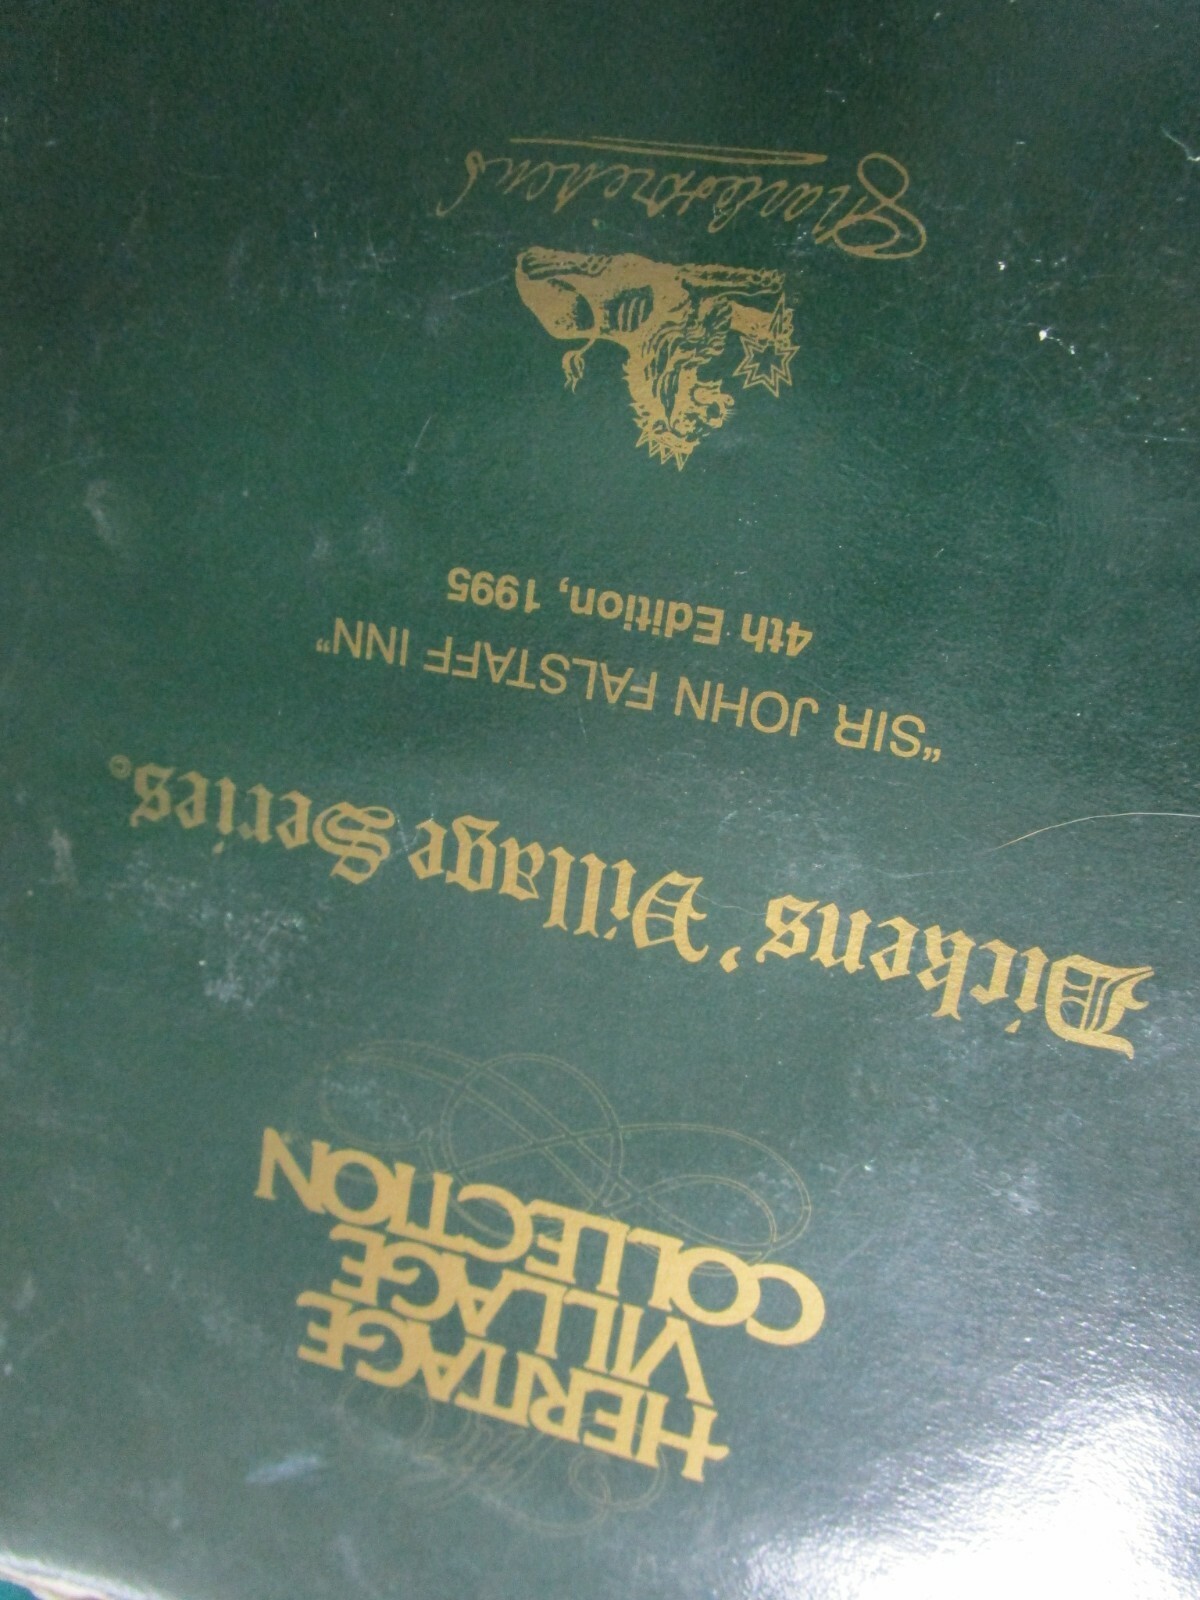 HERITAGE
VILLAGE
COLLECTION
Dickens' Village Series©
"SIR JOHN FALSTAFF INN"
4th Edition, 1995